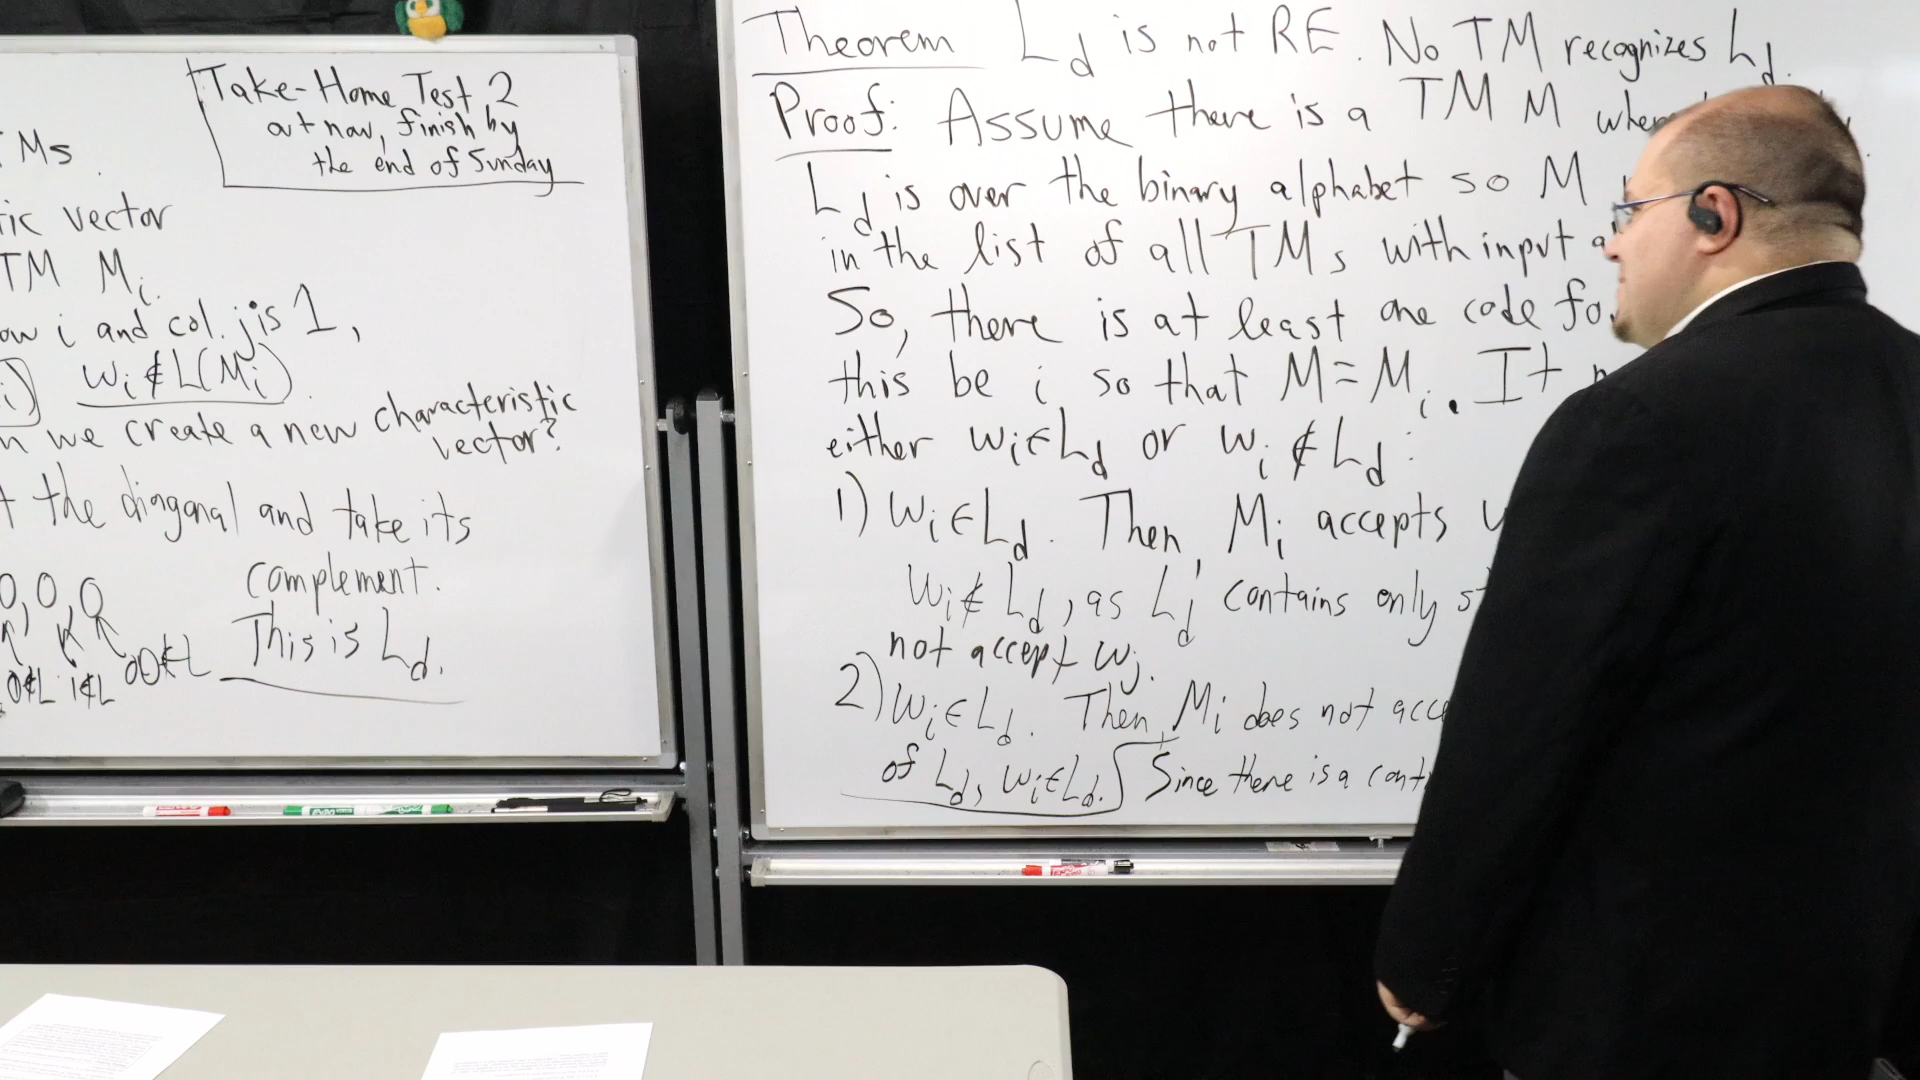 Take-Home Test 2
out now, finish by
the end of Sunday
TMs
tic vector
TM Mi.
ow i and col. j is 1,
i) wi ∉ L(Mi)
n we create a new characteristic
vector?
t the diagonal and take its
complement.
0, 0, 0
This is Ld.
0∉L 1∉L 00∉L
Theorem Ld is not RE. No TM recognizes Ld.
Proof: Assume there is a TM M where
Ld is over the binary alphabet so M
in the list of all TMs with input a
So, there is at least one code fo
this be i so that M = Mi. It
either wi ∈ Ld or wi ∉ Ld:
1) wi ∈ Ld. Then, Mi accepts
wi ∉ Ld, as Ld contains only st
not accept wj.
2) wi ∈ Ld. Then, Mi does not acce
of Ld, wi ∈ Ld. Since there is a cont